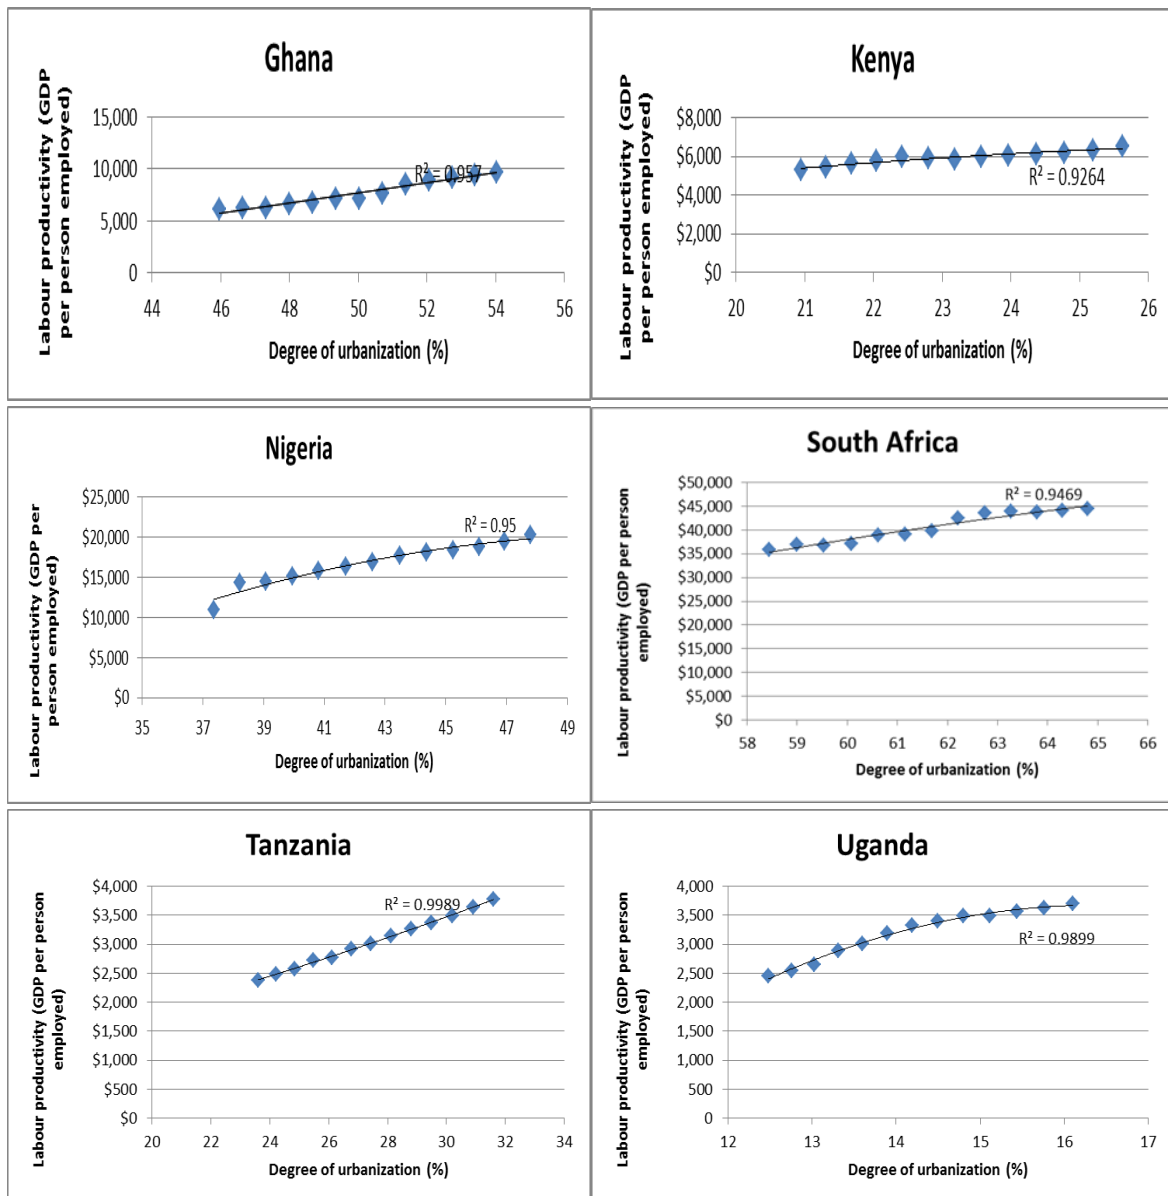 Ghana
Labour productivity (GDP
per person employed)
15,000
10,000
5,000
0
R² = 0.957
44 46 48 50 52 54 56
Degree of urbanization (%)
Kenya
Labour productivity (GDP
per person employed)
$8,000
$6,000
$4,000
$2,000
$0
R² = 0.9264
20 21 22 23 24 25 26
Degree of urbanization (%)
Nigeria
Labour productivity (GDP per
person employed)
$25,000
$20,000
$15,000
$10,000
$5,000
$0
R² = 0.95
35 37 39 41 43 45 47 49
Degree of urbanization (%)
South Africa
Labour productivity (GDP per person
employed)
$50,000
$45,000
$40,000
$35,000
$30,000
$25,000
$20,000
$15,000
$10,000
$5,000
$0
R² = 0.9469
58 59 60 61 62 63 64 65 66
Degree of urbanization (%)
Tanzania
Labour productivity (GDP per person
employed)
$4,000
$3,500
$3,000
$2,500
$2,000
$1,500
$1,000
$500
$0
R² = 0.9989
20 22 24 26 28 30 32 34
Degree of urbanization (%)
Uganda
Labour productivity (GDP per person
employed)
4,000
3,500
3,000
2,500
2,000
1,500
1,000
500
0
R² = 0.9899
12 13 14 15 16 17
Degree of urbanization (%)